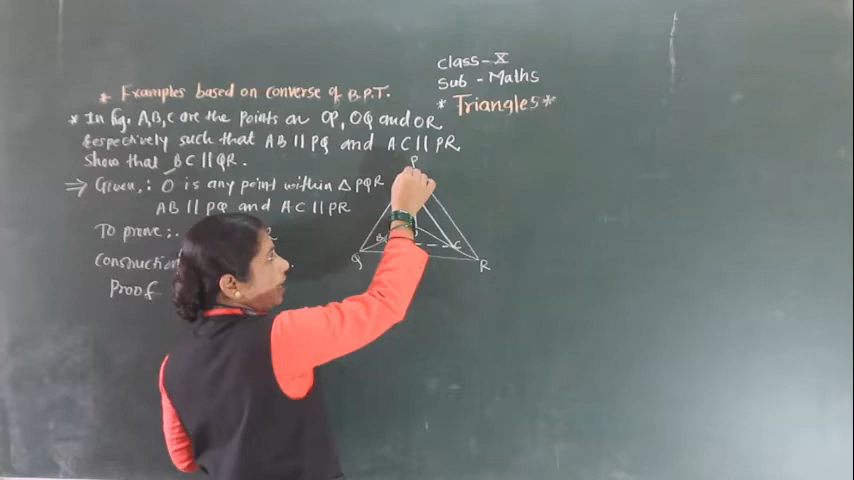 Class-X
Sub - Maths
* Triangles *
* Examples based on converse of B.P.T.
* In fig. A,B,C are the points on OP, OQ and OR
respectively such that AB || PQ and AC || PR
show that BC || QR.
⇒ Given,: O is any point within △ PQR
AB || PQ and AC || PR
To prove :. R
construction
Proof
P
B
C
Q
R